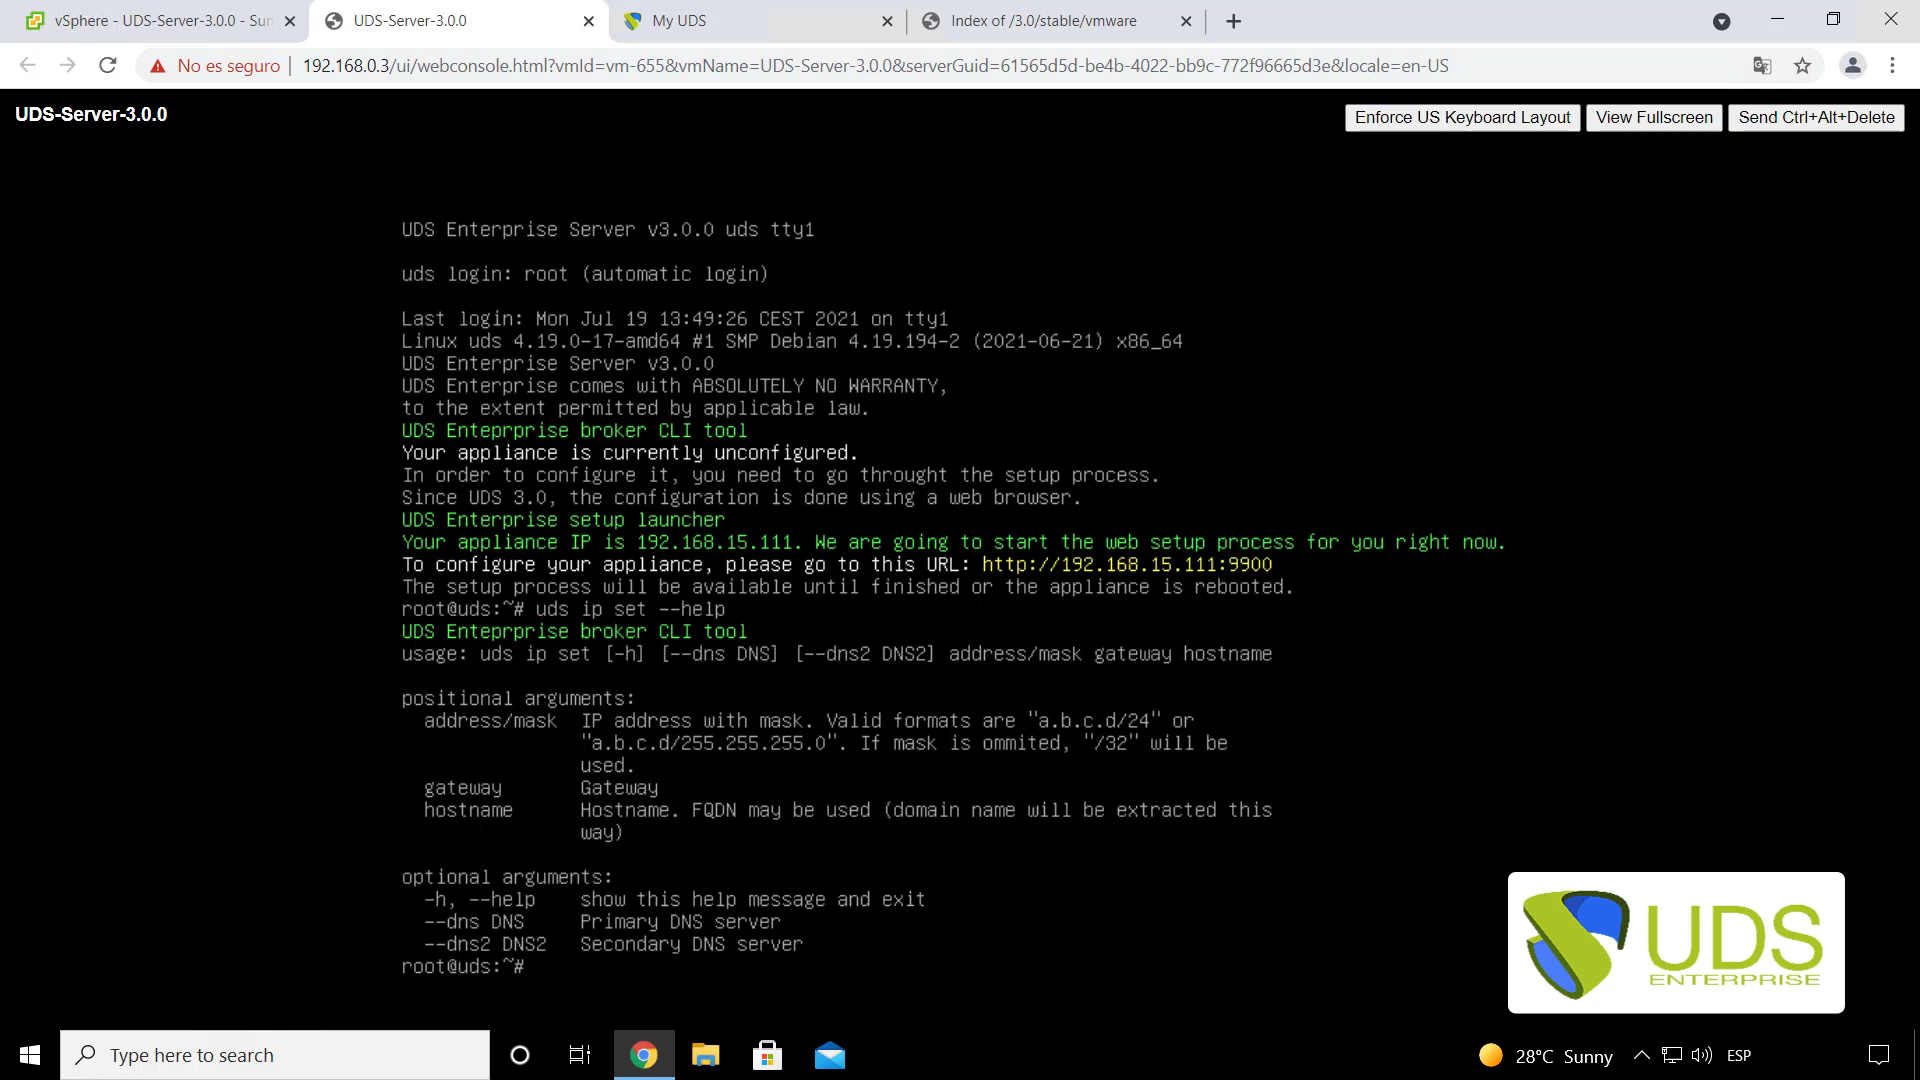 vSphere - UDS-Server-3.0.0 - Sun
UDS-Server-3.0.0
My UDS
Index of /3.0/stable/vmware
No es seguro
192.168.0.3/ui/webconsole.html?vmId=vm-655&vmName=UDS-Server-3.0.0&serverGuid=61565d5d-be4b-4022-bb9c-772f96665d3e&locale=en-US
UDS-Server-3.0.0
Enforce US Keyboard Layout
View Fullscreen
Send Ctrl+Alt+Delete
UDS Enterprise Server v3.0.0 uds tty1
uds login: root (automatic login)
Last login: Mon Jul 19 13:49:26 CEST 2021 on tty1
Linux uds 4.19.0-17-amd64 #1 SMP Debian 4.19.194-2 (2021-06-21) x86_64
UDS Enterprise Server v3.0.0
UDS Enterprise comes with ABSOLUTELY NO WARRANTY,
to the extent permitted by applicable law.
UDS Enteprprise broker CLI tool
Your appliance is currently unconfigured.
In order to configure it, you need to go throught the setup process.
Since UDS 3.0, the configuration is done using a web browser.
UDS Enterprise setup launcher
Your appliance IP is 192.168.15.111. We are going to start the web setup process for you right now.
To configure your appliance, please go to this URL: http://192.168.15.111:9900
The setup process will be available until finished or the appliance is rebooted.
root@uds:~# uds ip set --help
UDS Enteprprise broker CLI tool
usage: uds ip set [-h] [--dns DNS] [--dns2 DNS2] address/mask gateway hostname
positional arguments:
address/mask IP address with mask. Valid formats are "a.b.c.d/24" or
"a.b.c.d/255.255.255.0". If mask is ommited, "/32" will be
used.
gateway Gateway
hostname Hostname. FQDN may be used (domain name will be extracted this
way)
optional arguments:
-h, --help show this help message and exit
--dns DNS Primary DNS server
--dns2 DNS2 Secondary DNS server
root@uds:~#
UDS
ENTERPRISE
Type here to search
28°C Sunny
ESP